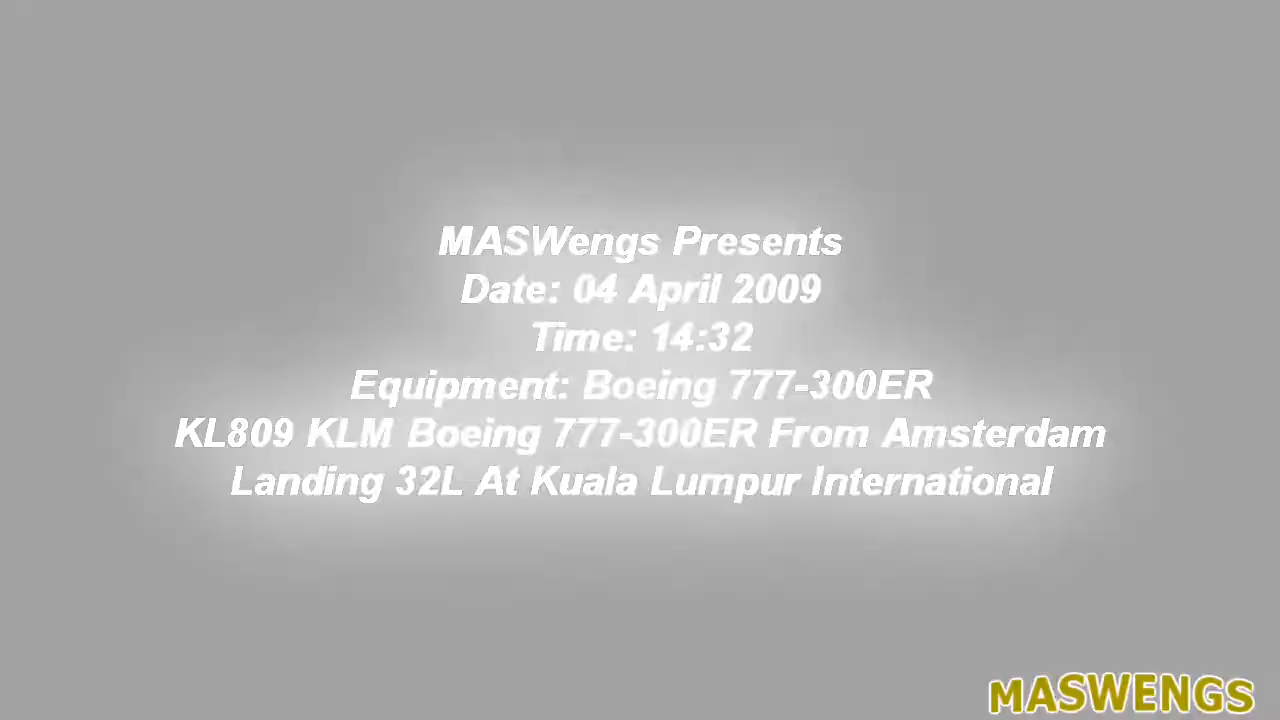 MASWengs Presents
Date: 04 April 2009
Time: 14:32
Equipment: Boeing 777-300ER
KL809 KLM Boeing 777-300ER From Amsterdam
Landing 32L At Kuala Lumpur International
MASWENGS